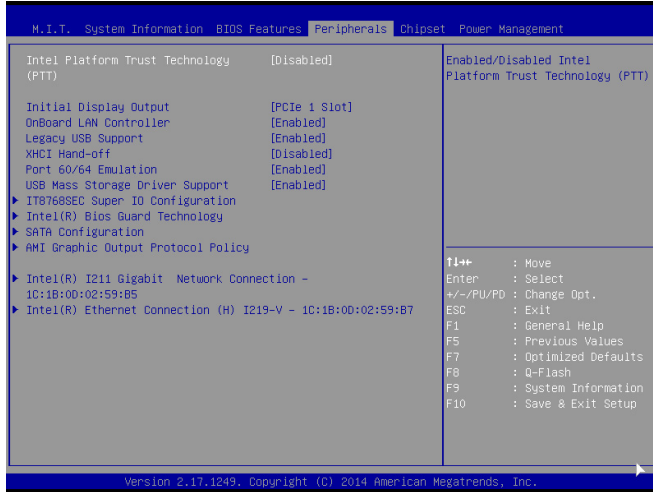 M.I.T. System Information BIOS Features Peripherals Chipset Power Management
Intel Platform Trust Technology [Disabled]
(PTT)
Initial Display Output [PCIe 1 Slot]
OnBoard LAN Controller [Enabled]
Legacy USB Support [Enabled]
XHCI Hand-off [Disabled]
Port 60/64 Emulation [Enabled]
USB Mass Storage Driver Support [Enabled]
IT8768SEC Super IO Configuration
Intel(R) Bios Guard Technology
SATA Configuration
AMI Graphic Output Protocol Policy
Intel(R) I211 Gigabit Network Connection -
1C:1B:0D:02:59:B5
Intel(R) Ethernet Connection (H) I219-V - 1C:1B:0D:02:59:B7
Enabled/Disabled Intel
Platform Trust Technology (PTT)
↑↓→← : Move
Enter : Select
+/-/PU/PD : Change Opt.
ESC : Exit
F1 : General Help
F5 : Previous Values
F7 : Optimized Defaults
F8 : Q-Flash
F9 : System Information
F10 : Save & Exit Setup
Version 2.17.1249. Copyright (C) 2014 American Megatrends, Inc.